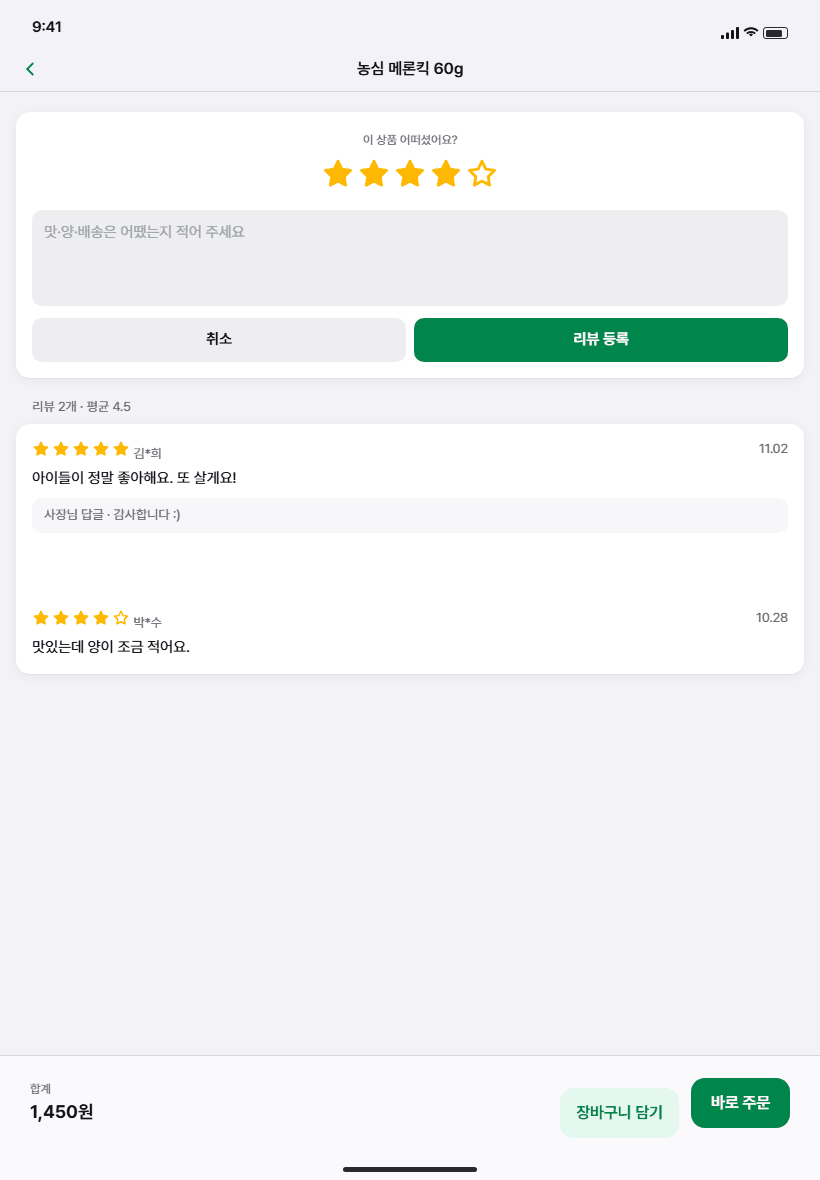 9:41
농심 메론킥 60g
이 상품 어떠셨어요?
맛·양·배송은 어땠는지 적어 주세요
취소
리뷰 등록
리뷰 2개 · 평균 4.5
김*희
11.02
아이들이 정말 좋아해요. 또 살게요!
사장님 답글 · 감사합니다 :)
박*수
10.28
맛있는데 양이 조금 적어요.
합계
1,450원
장바구니 담기
바로 주문